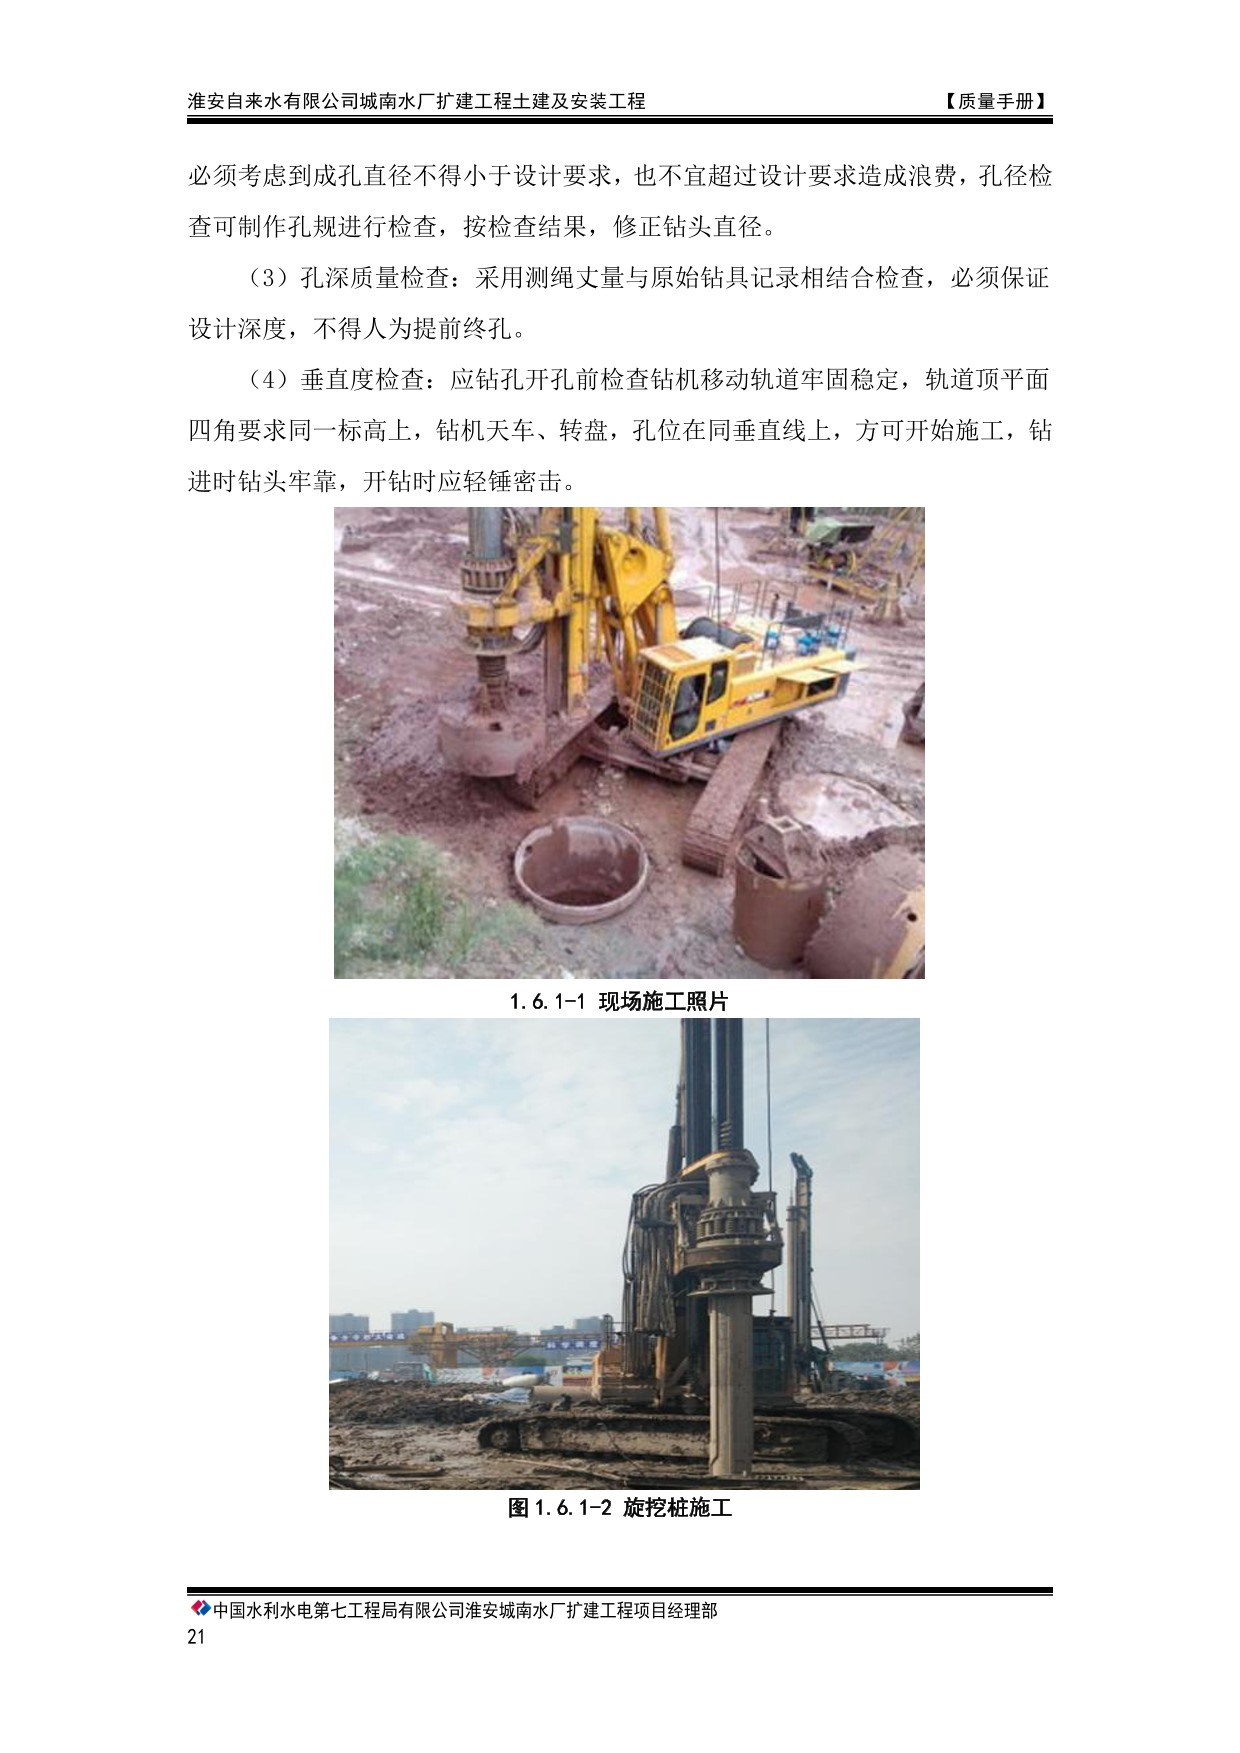 淮安自来水有限公司城南水厂扩建工程土建及安装工程 【质量手册】
必须考虑到成孔直径不得小于设计要求，也不宜超过设计要求造成浪费，孔径检
查可制作孔规进行检查，按检查结果，修正钻头直径。
（3）孔深质量检查：采用测绳丈量与原始钻具记录相结合检查，必须保证
设计深度，不得人为提前终孔。
（4）垂直度检查：应钻孔开孔前检查钻机移动轨道牢固稳定，轨道顶平面
四角要求同一标高上，钻机天车、转盘，孔位在同垂直线上，方可开始施工，钻
进时钻头牢靠，开钻时应轻锤密击。
1.6.1-1 现场施工照片
科学调度
图 1.6.1-2 旋挖桩施工
中国水利水电第七工程局有限公司淮安城南水厂扩建工程项目经理部
21